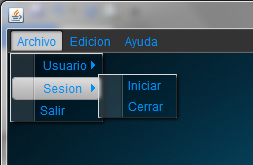 Archivo Edicion Ayuda
Usuario
Sesion
Salir
Iniciar
Cerrar